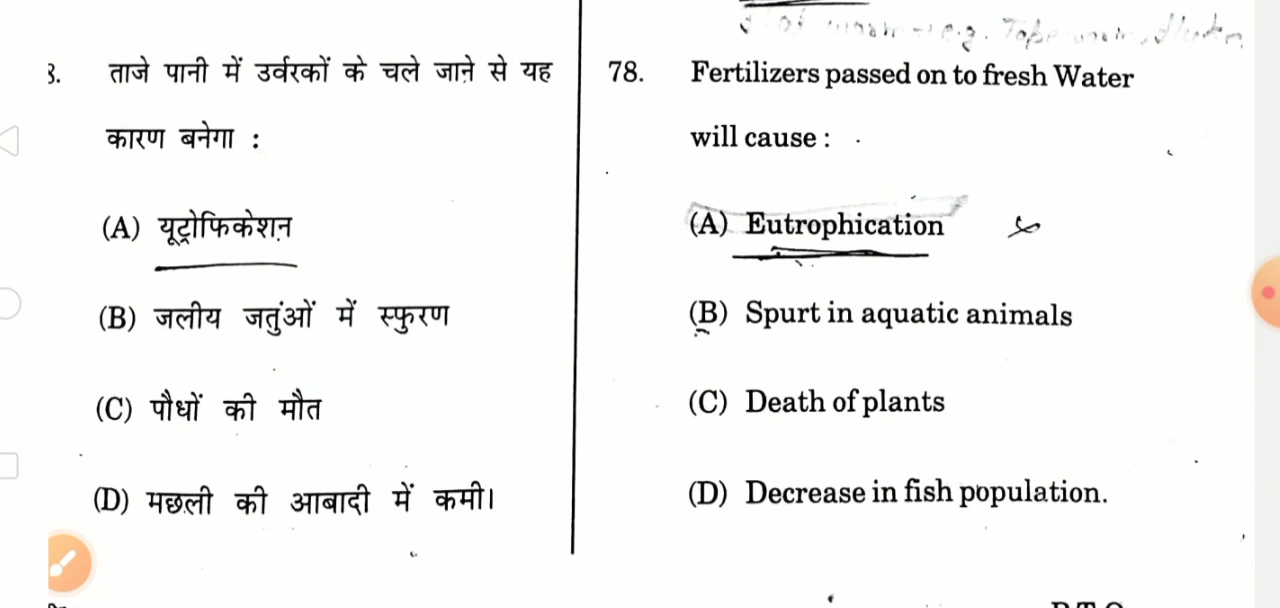 3. ताजे पानी में उर्वरकों के चले जाने से यह
कारण बनेगा :
(A) यूट्रोफिकेशन
(B) जलीय जतुंओं में स्फुरण
(C) पौधों की मौत
(D) मछली की आबादी में कमी।
of e.g.
78. Fertilizers passed on to fresh Water
will cause :
(A) Eutrophication
(B) Spurt in aquatic animals
(C) Death of plants
(D) Decrease in fish population.